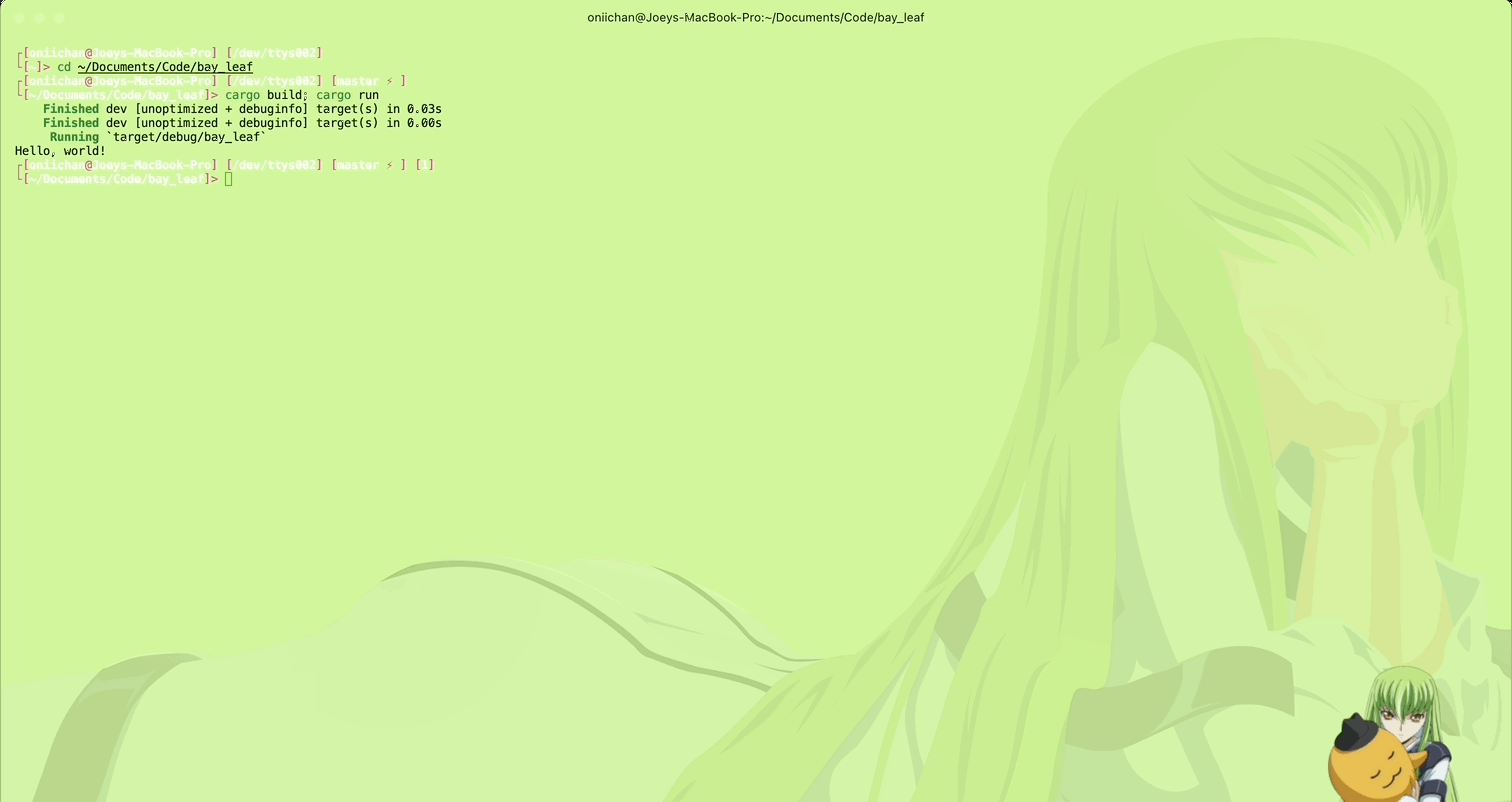 oniichan@Joeys-MacBook-Pro:~/Documents/Code/bay_leaf
┌[oniichan@Joeys-MacBook-Pro] [/dev/ttys002]
└[~]> cd ~/Documents/Code/bay_leaf
┌[oniichan@Joeys-MacBook-Pro] [/dev/ttys002] [master ⚡ ]
└[~/Documents/Code/bay_leaf]> cargo build; cargo run
Finished dev [unoptimized + debuginfo] target(s) in 0.03s
Finished dev [unoptimized + debuginfo] target(s) in 0.00s
Running `target/debug/bay_leaf`
Hello, world!
┌[oniichan@Joeys-MacBook-Pro] [/dev/ttys002] [master ⚡ ] [1]
└[~/Documents/Code/bay_leaf]>